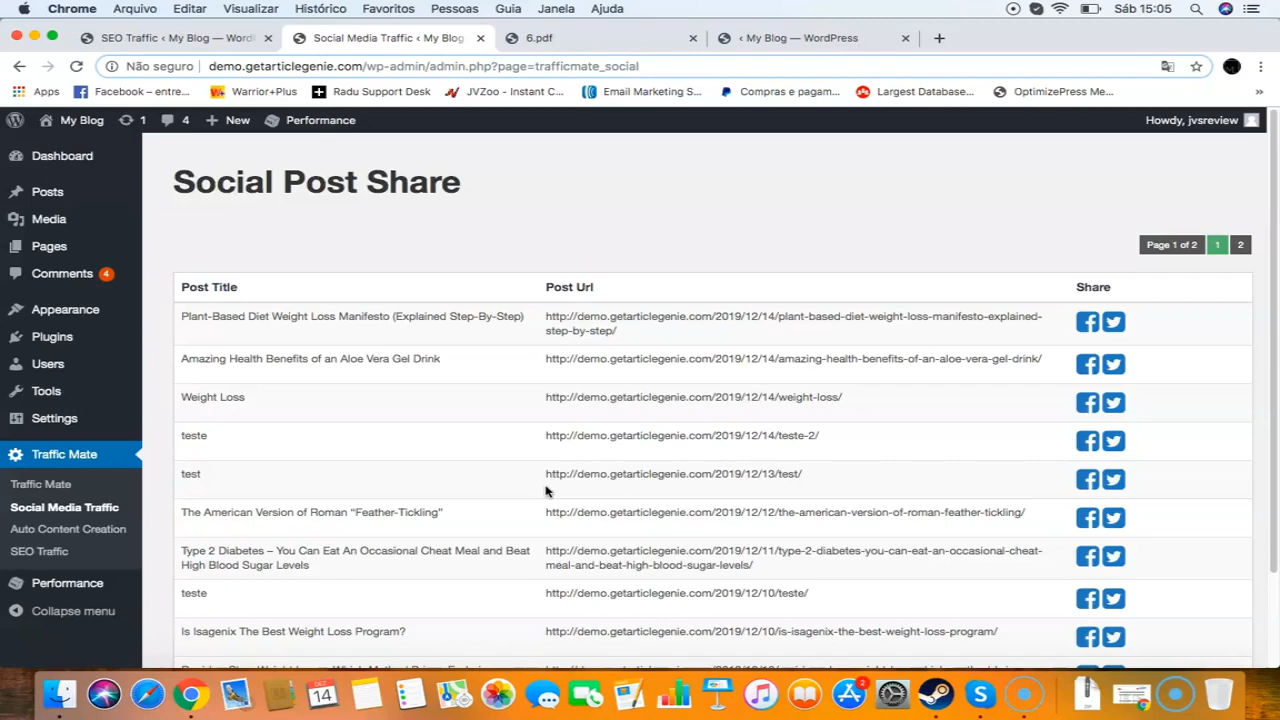 Chrome Arquivo Editar Visualizar Histórico Favoritos Pessoas Guia Janela Ajuda Sáb 15:05
SEO Traffic ‹ My Blog — Word
Social Media Traffic ‹ My Blog
6.pdf
‹ My Blog — WordPress
Não seguro demo.getarticlegenie.com/wp-admin/admin.php?page=trafficmate_social
Apps Facebook – entre... Warrior+Plus Radu Support Desk JVZoo - Instant C... Email Marketing S... Compras e pagam... Largest Database... OptimizePress Me... »
My Blog 1 4 New Performance Howdy, jvsreview
Dashboard
Posts
Media
Pages
Comments 4
Appearance
Plugins
Users
Tools
Settings
Traffic Mate
Traffic Mate
Social Media Traffic
Auto Content Creation
SEO Traffic
Performance
Collapse menu
Social Post Share
Page 1 of 2 1 2
Post Title Post Url Share
Plant-Based Diet Weight Loss Manifesto (Explained Step-By-Step) http://demo.getarticlegenie.com/2019/12/14/plant-based-diet-weight-loss-manifesto-explained-
step-by-step/
Amazing Health Benefits of an Aloe Vera Gel Drink http://demo.getarticlegenie.com/2019/12/14/amazing-health-benefits-of-an-aloe-vera-gel-drink/
Weight Loss http://demo.getarticlegenie.com/2019/12/14/weight-loss/
teste http://demo.getarticlegenie.com/2019/12/14/teste-2/
test http://demo.getarticlegenie.com/2019/12/13/test/
The American Version of Roman “Feather-Tickling” http://demo.getarticlegenie.com/2019/12/12/the-american-version-of-roman-feather-tickling/
Type 2 Diabetes – You Can Eat An Occasional Cheat Meal and Beat http://demo.getarticlegenie.com/2019/12/11/type-2-diabetes-you-can-eat-an-occasional-cheat-
High Blood Sugar Levels meal-and-beat-high-blood-sugar-levels/
teste http://demo.getarticlegenie.com/2019/12/10/teste/
Is Isagenix The Best Weight Loss Program? http://demo.getarticlegenie.com/2019/12/10/is-isagenix-the-best-weight-loss-program/
DEZ
14
2